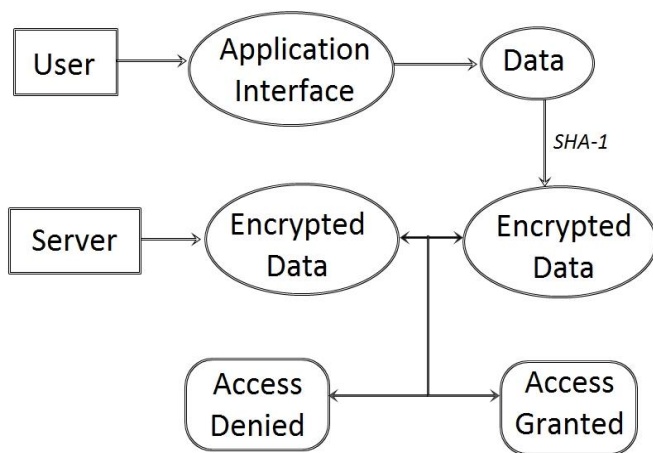 User
Application
Interface
Data
SHA-1
Server
Encrypted
Data
Encrypted
Data
Access
Denied
Access
Granted